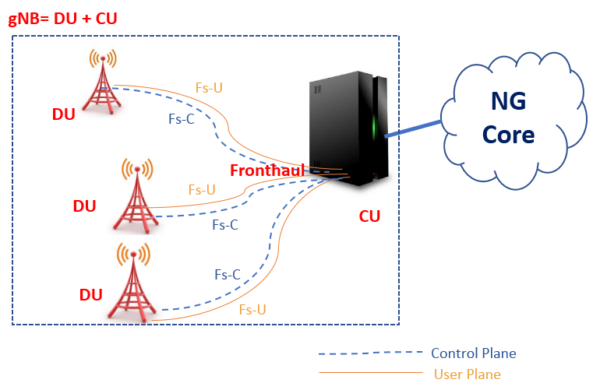 gNB= DU + CU
Fs-U
DU
Fs-C
NG
Core
Fronthaul
Fs-U
DU
Fs-C
CU
Fs-C
DU
Fs-U
Control Plane
User Plane